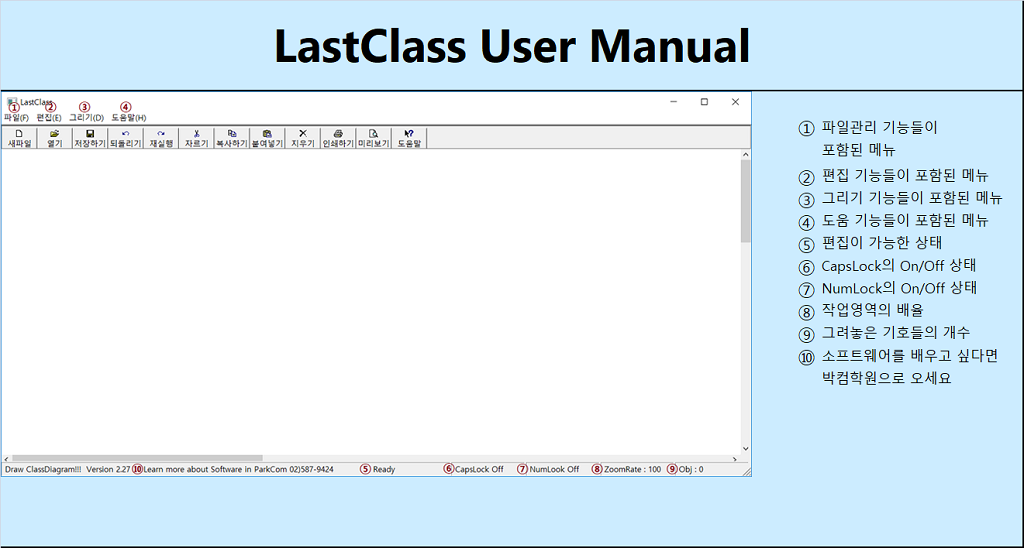 LastClass User Manual
LastClass
① ② ③ ④
파일(F) 편집(E) 그리기(D) 도움말(H)
새파일 열기 저장하기 되돌리기 재실행 자르기 복사하기 붙여넣기 지우기 인쇄하기 미리보기 도움말
Draw ClassDiagram!!! Version 2.27 ⑩Learn more about Software in ParkCom 02)587-9424 ⑤ Ready ⑥CapsLock Off ⑦NumLook Off ⑧ZoomRate : 100 ⑨Obj : 0
① 파일관리 기능들이
포함된 메뉴
② 편집 기능들이 포함된 메뉴
③ 그리기 기능들이 포함된 메뉴
④ 도움 기능들이 포함된 메뉴
⑤ 편집이 가능한 상태
⑥ CapsLock의 On/Off 상태
⑦ NumLock의 On/Off 상태
⑧ 작업영역의 배율
⑨ 그려놓은 기호들의 개수
⑩ 소프트웨어를 배우고 싶다면
박컴학원으로 오세요